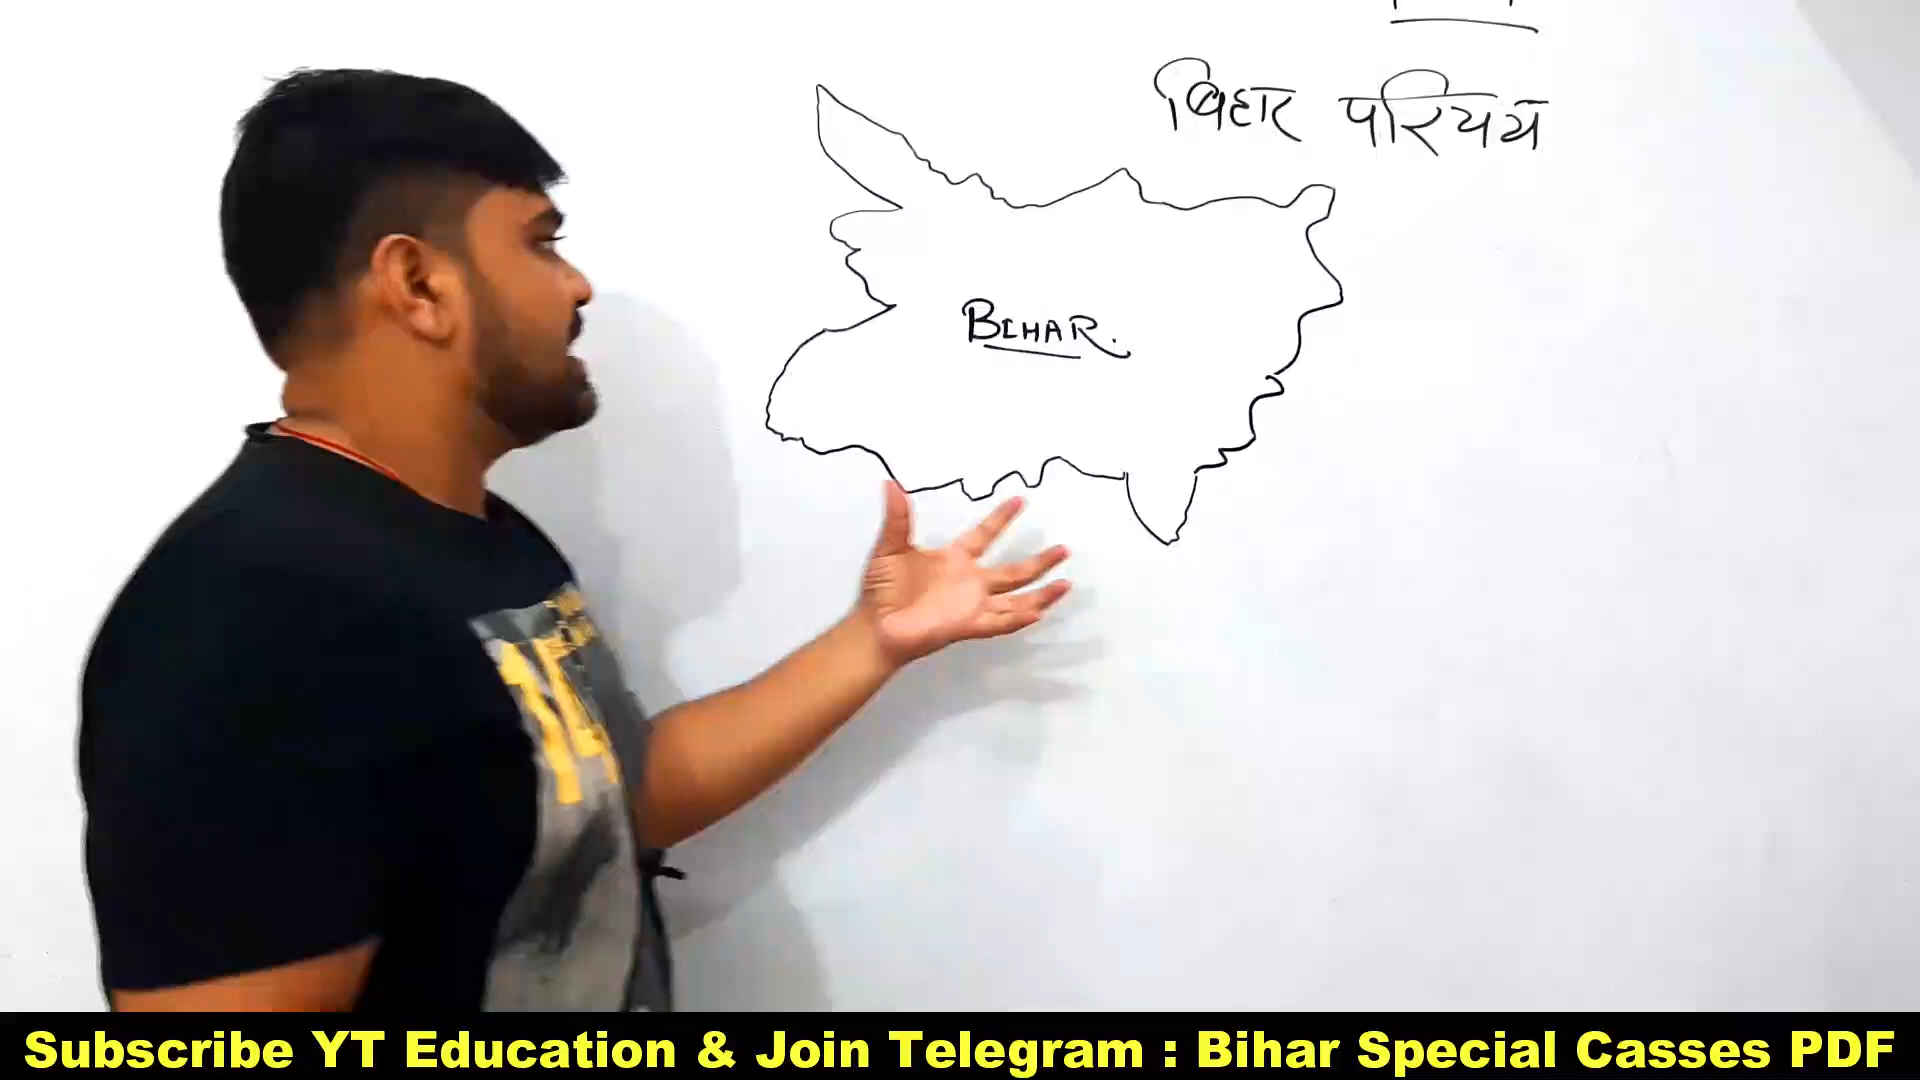 बिहार परिचय
BIHAR.
Subscribe YT Education & Join Telegram : Bihar Special Casses PDF